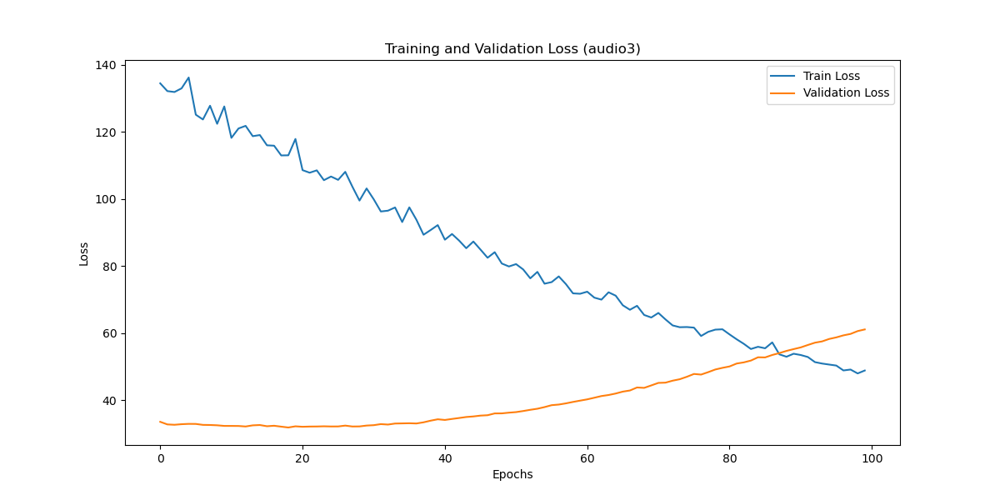 Training and Validation Loss (audio3)
Train Loss
Validation Loss
Loss
140
120
100
80
60
40
0 20 40 60 80 100
Epochs